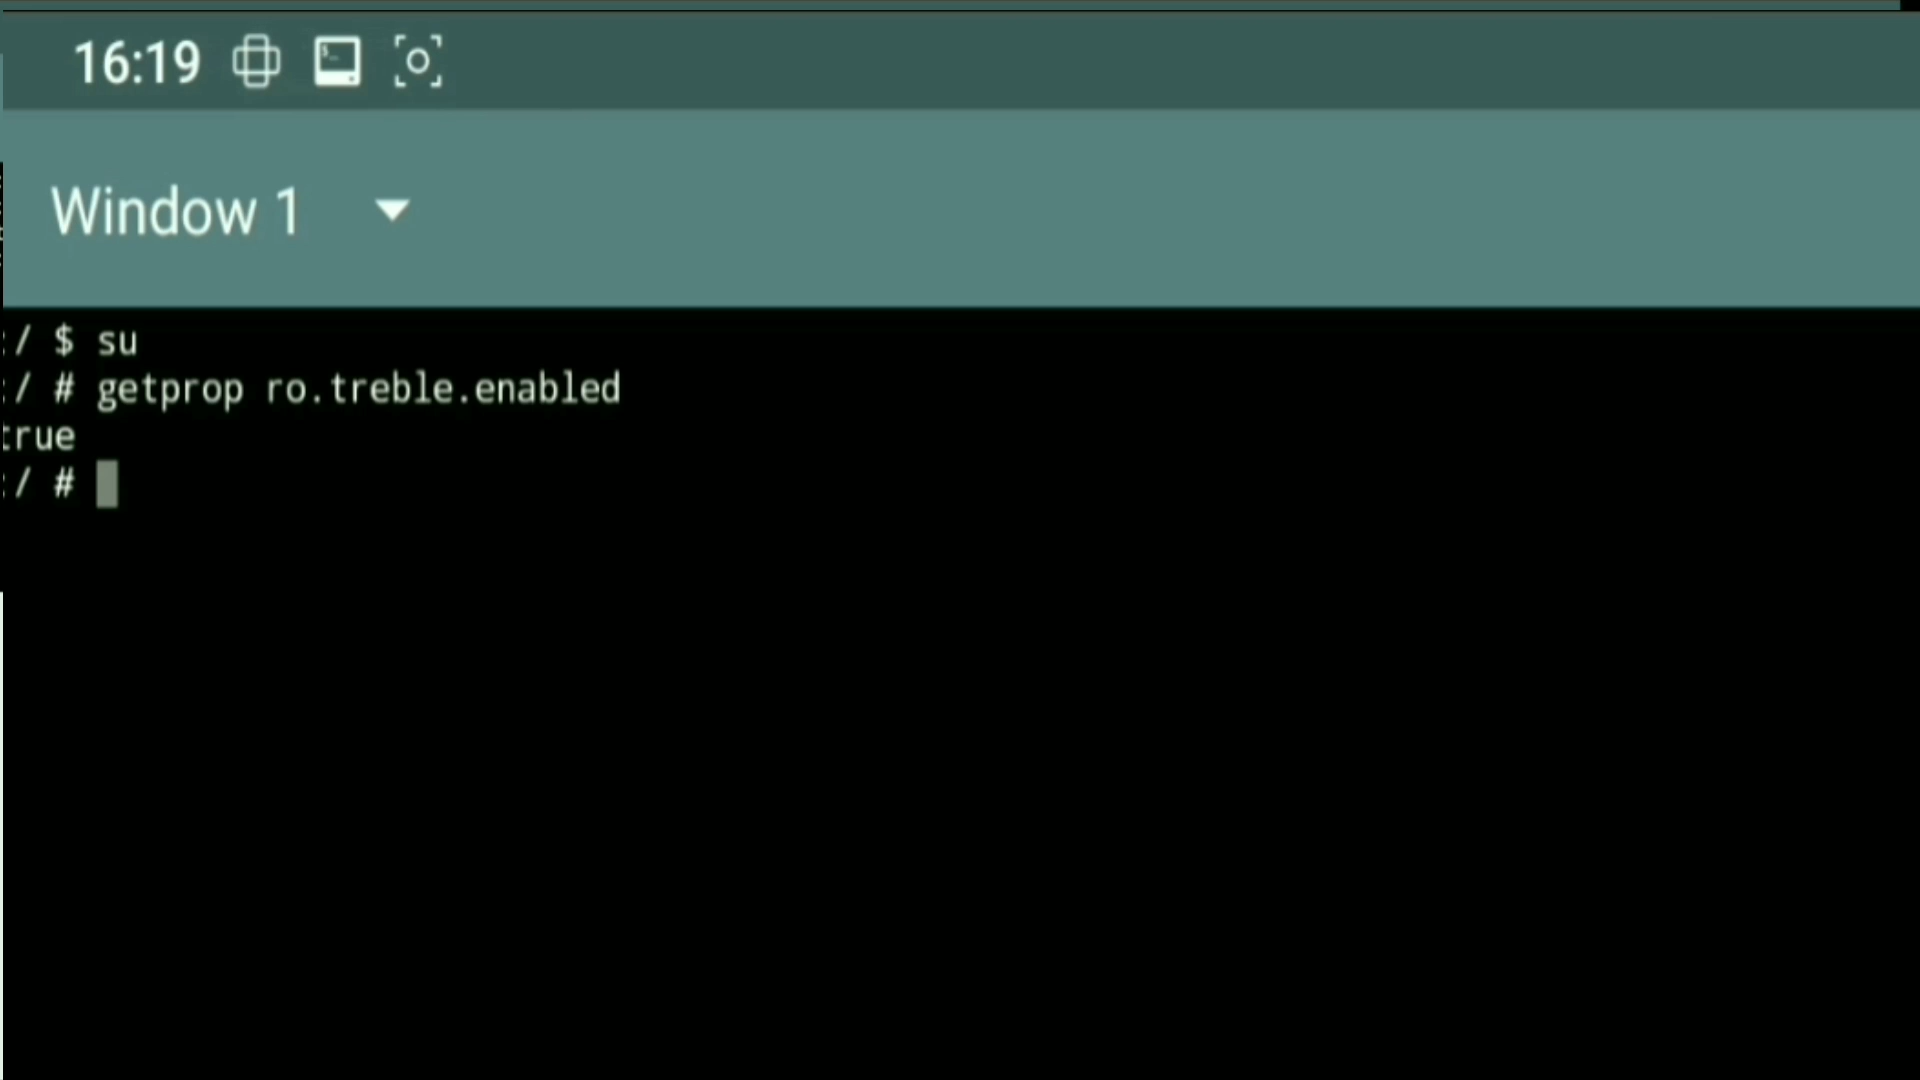 16:19
Window 1
:/ $ su
:/ # getprop ro.treble.enabled
true
:/ #